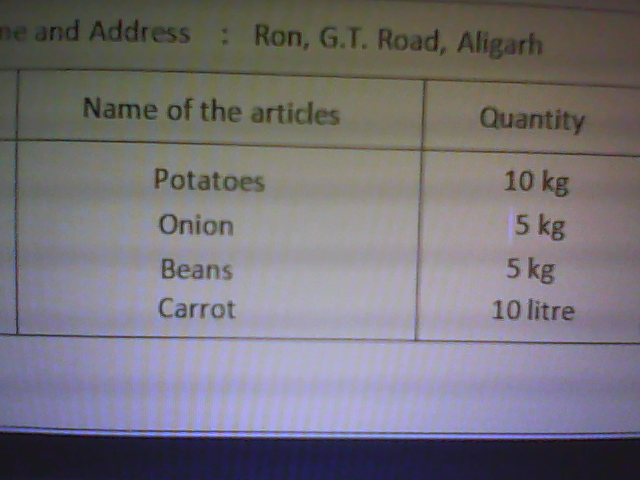 ne and Address : Ron, G.T. Road, Aligarh
Name of the articles Quantity
Potatoes 10 kg
Onion 5 kg
Beans 5 kg
Carrot 10 litre